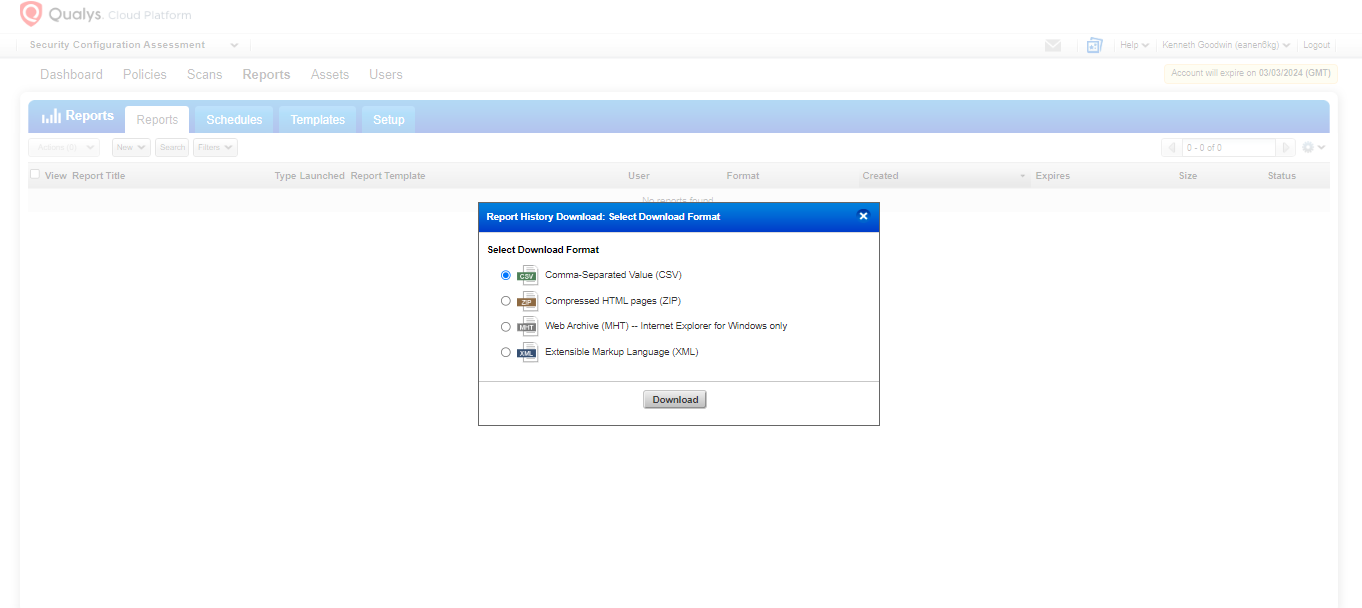 Qualys. Cloud Platform
Security Configuration Assessment
Help Kenneth Goodwin (eanen6kg) Logout
Dashboard Policies Scans Reports Assets Users
Account will expire on 03/03/2024 (GMT)
Reports Reports Schedules Templates Setup
Actions (0) New Search Filters 0 - 0 of 0
View Report Title Type Launched Report Template User Format Created Expires Size Status
No reports found
Report History Download: Select Download Format
Select Download Format
CSV Comma-Separated Value (CSV)
ZIP Compressed HTML pages (ZIP)
MHT Web Archive (MHT) -- Internet Explorer for Windows only
XML Extensible Markup Language (XML)
Download